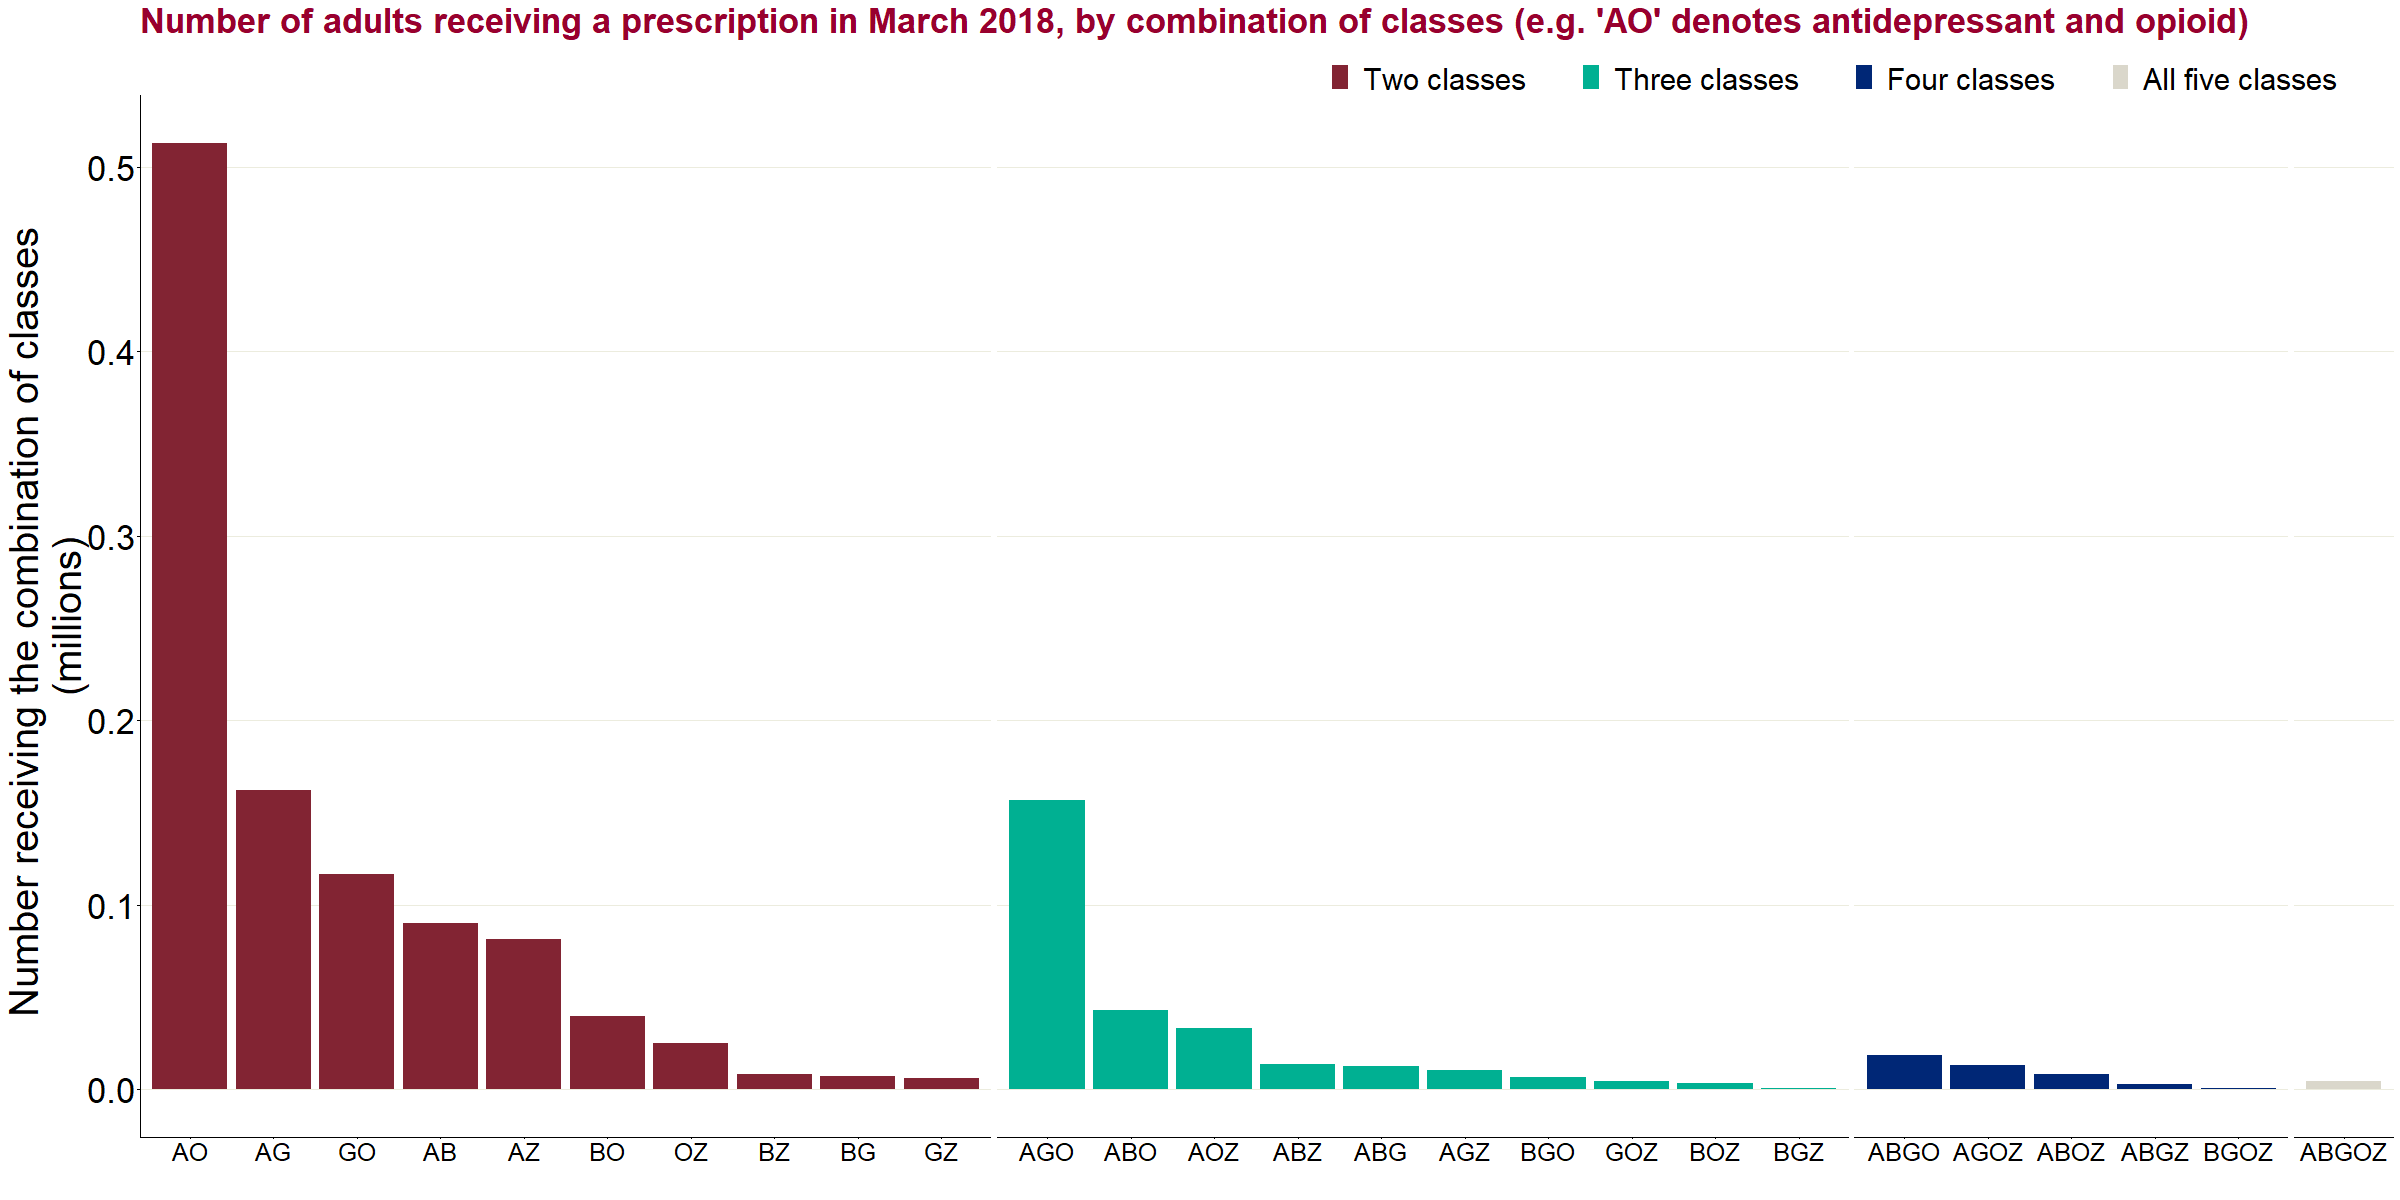 Number of adults receiving a prescription in March 2018, by combination of classes (e.g. 'AO' denotes antidepressant and opioid)
Two classes Three classes Four classes All five classes
Number receiving the combination of classes
(millions)
0.5
0.4
0.3
0.2
0.1
0.0
AO AG GO AB AZ BO OZ BZ BG GZ AGO ABO AOZ ABZ ABG AGZ BGO GOZ BOZ BGZ ABGO AGOZ ABOZ ABGZ BGOZ ABGOZ